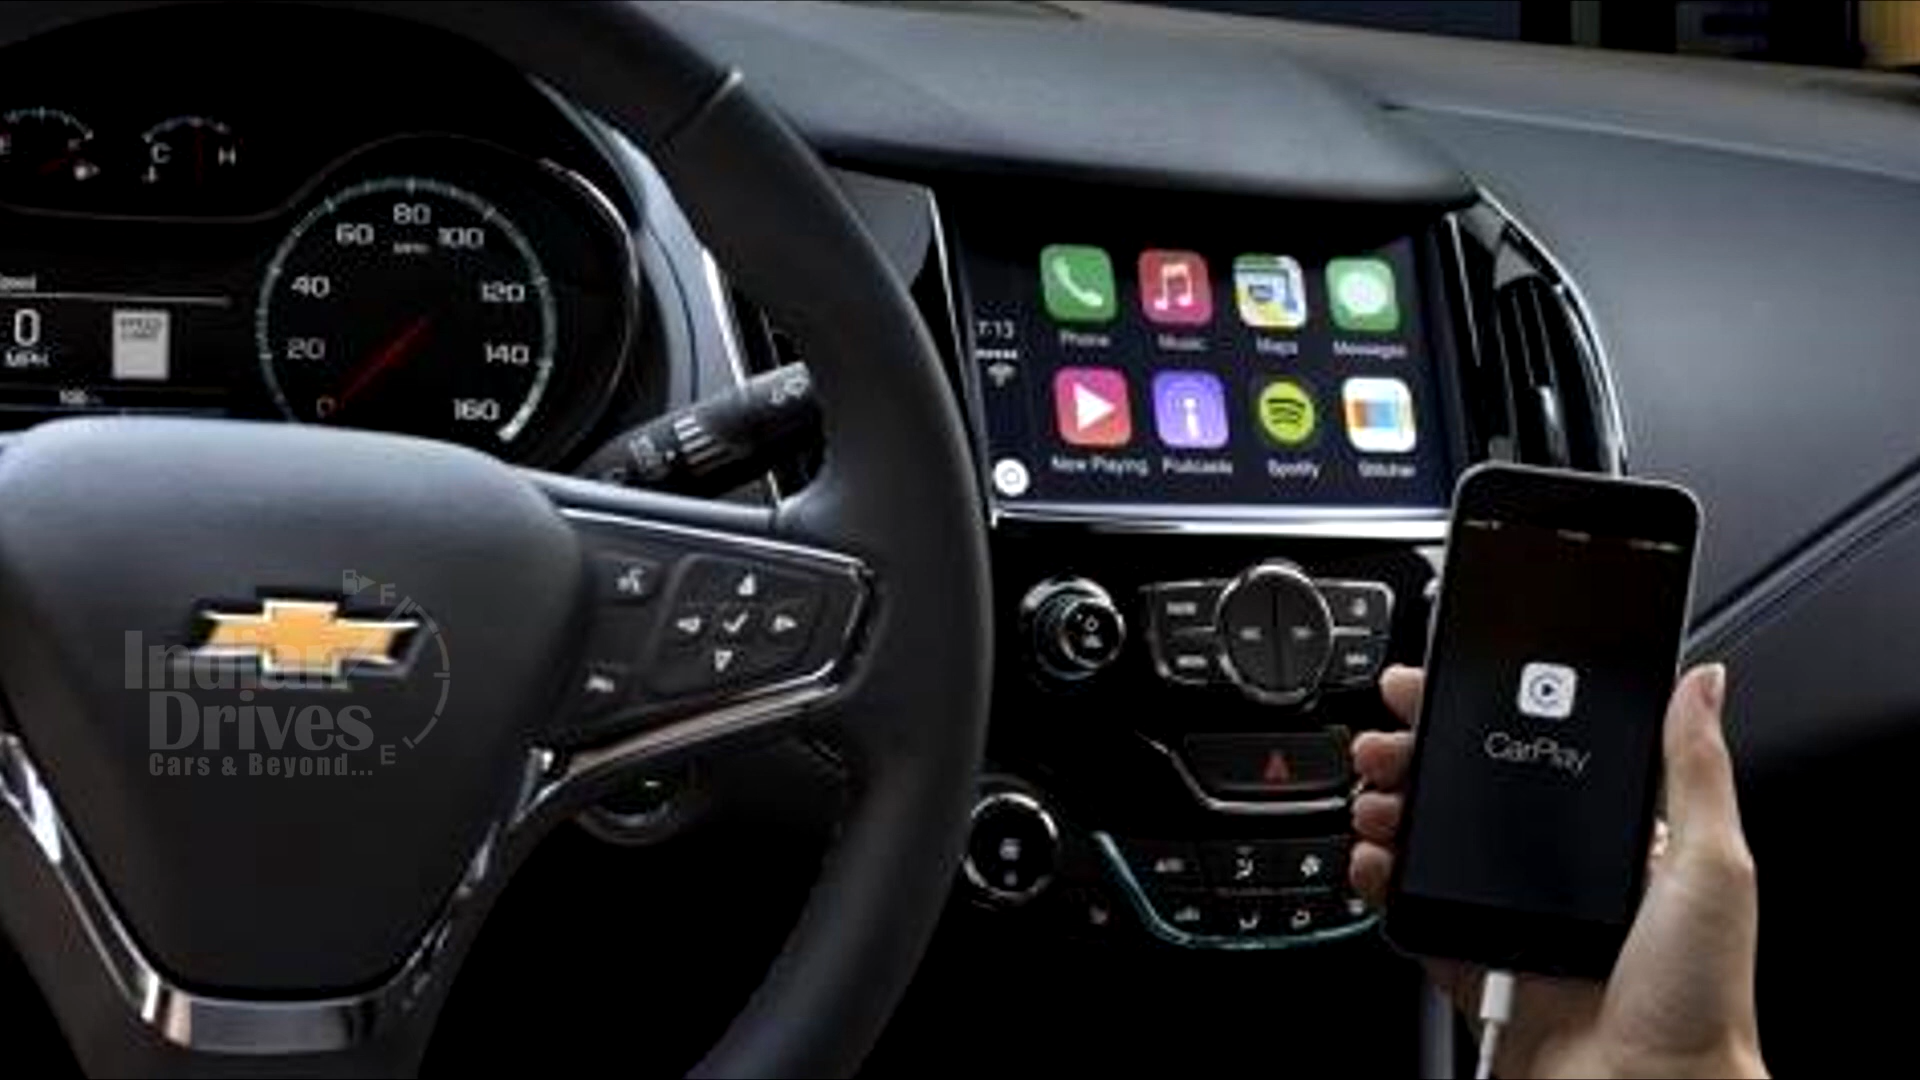 C H
80
60 100
MPH
40 120
20 140
0 160
0
MPH
7:13
Phone Music Maps Messages
Now Playing Podcasts Spotify Stitcher
CarPlay
F
Indian
Drives
Cars & Beyond...
E